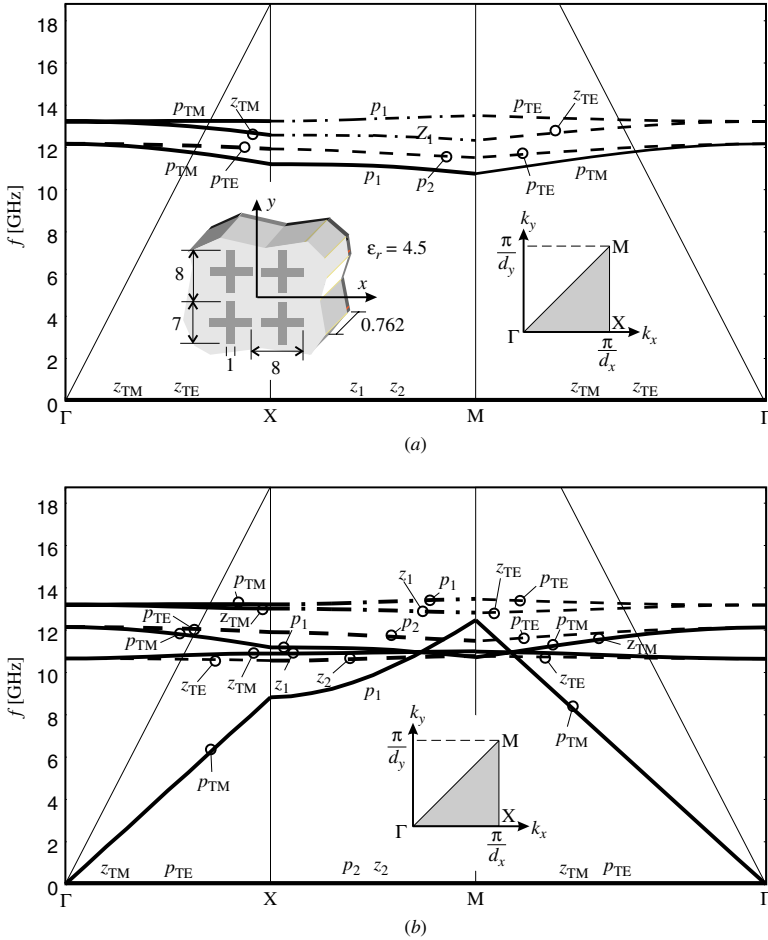 18
16
14
12
10
8
6
4
2
0
f [GHz]
p_TM
z_TM
p_1
p_TE
z_TE
Z_1
p_TM
p_TE
p_1
p_2
p_TE
p_TM
y
ε_r = 4.5
x
8
7
1
8
0.762
k_y
π/d_y
M
Γ
X
k_x
π/d_x
z_TM z_TE
z_1 z_2
z_TM z_TE
Γ
X
M
Γ
(a)
18
16
14
12
10
8
6
4
2
0
f [GHz]
p_TM
z_1
p_1
z_TE
p_TE
p_TE
z_TM
p_1
p_2
p_TE
p_TM
p_TM
z_TM
z_TE
z_TM
z_1
z_2
p_1
z_TE
p_TM
p_TM
k_y
π/d_y
M
Γ
X
k_x
π/d_x
z_TM p_TE
p_2 z_2
z_TM p_TE
Γ
X
M
Γ
(b)